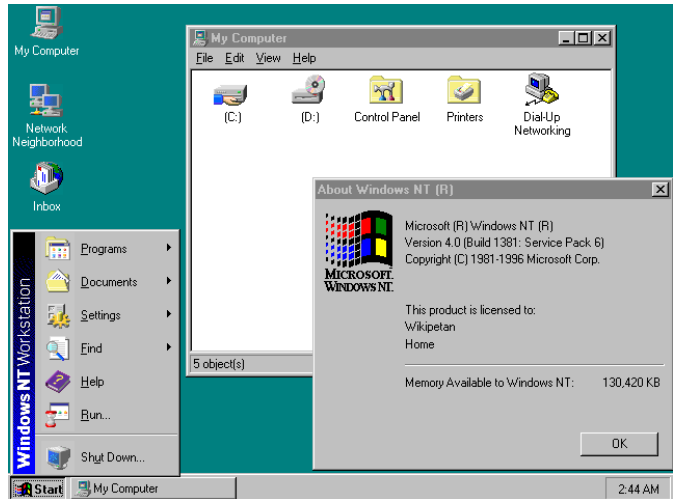 My Computer
Network
Neighborhood
Inbox
My Computer
File Edit View Help
(C:)
(D:)
Control Panel
Printers
Dial-Up
Networking
5 object(s)
About Windows NT (R)
MICROSOFT.
WINDOWS NT.
Microsoft (R) Windows NT (R)
Version 4.0 (Build 1381: Service Pack 6)
Copyright (C) 1981-1996 Microsoft Corp.
This product is licensed to:
Wikipetan
Home
Memory Available to Windows NT: 130,420 KB
OK
Windows NT Workstation
Programs
Documents
Settings
Find
Help
Run...
Shut Down...
Start
My Computer
2:44 AM